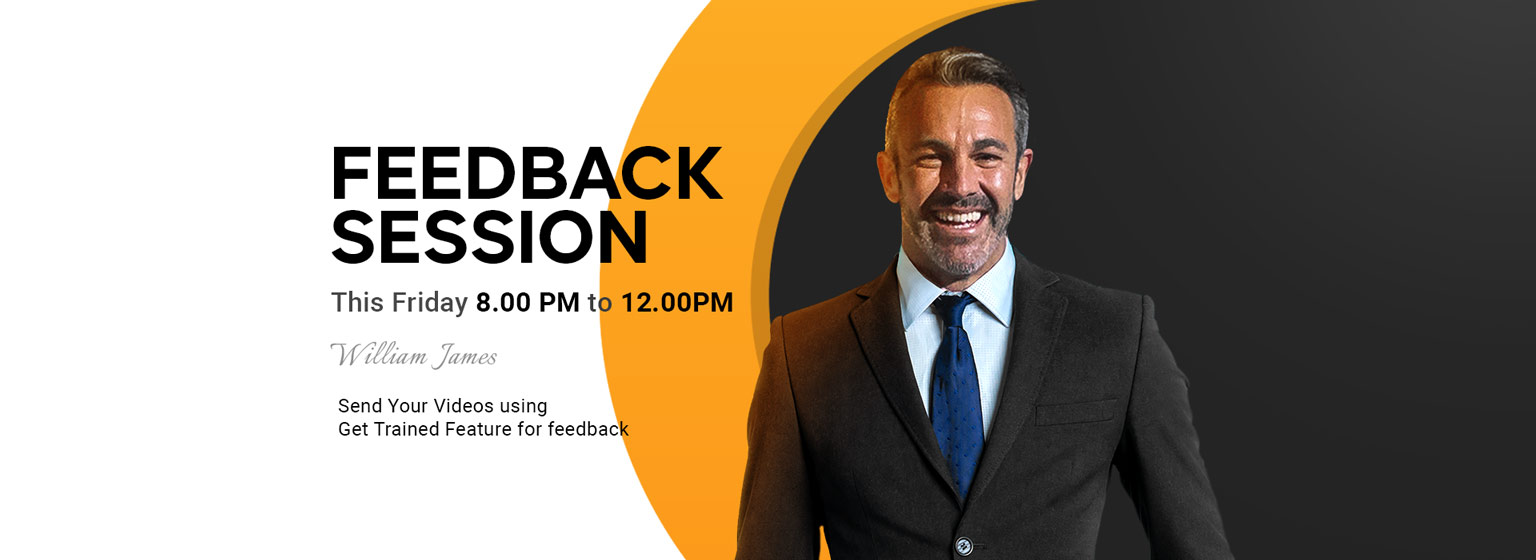 FEEDBACK
SESSION
This Friday 8.00 PM to 12.00PM
William James
Send Your Videos using
Get Trained Feature for feedback